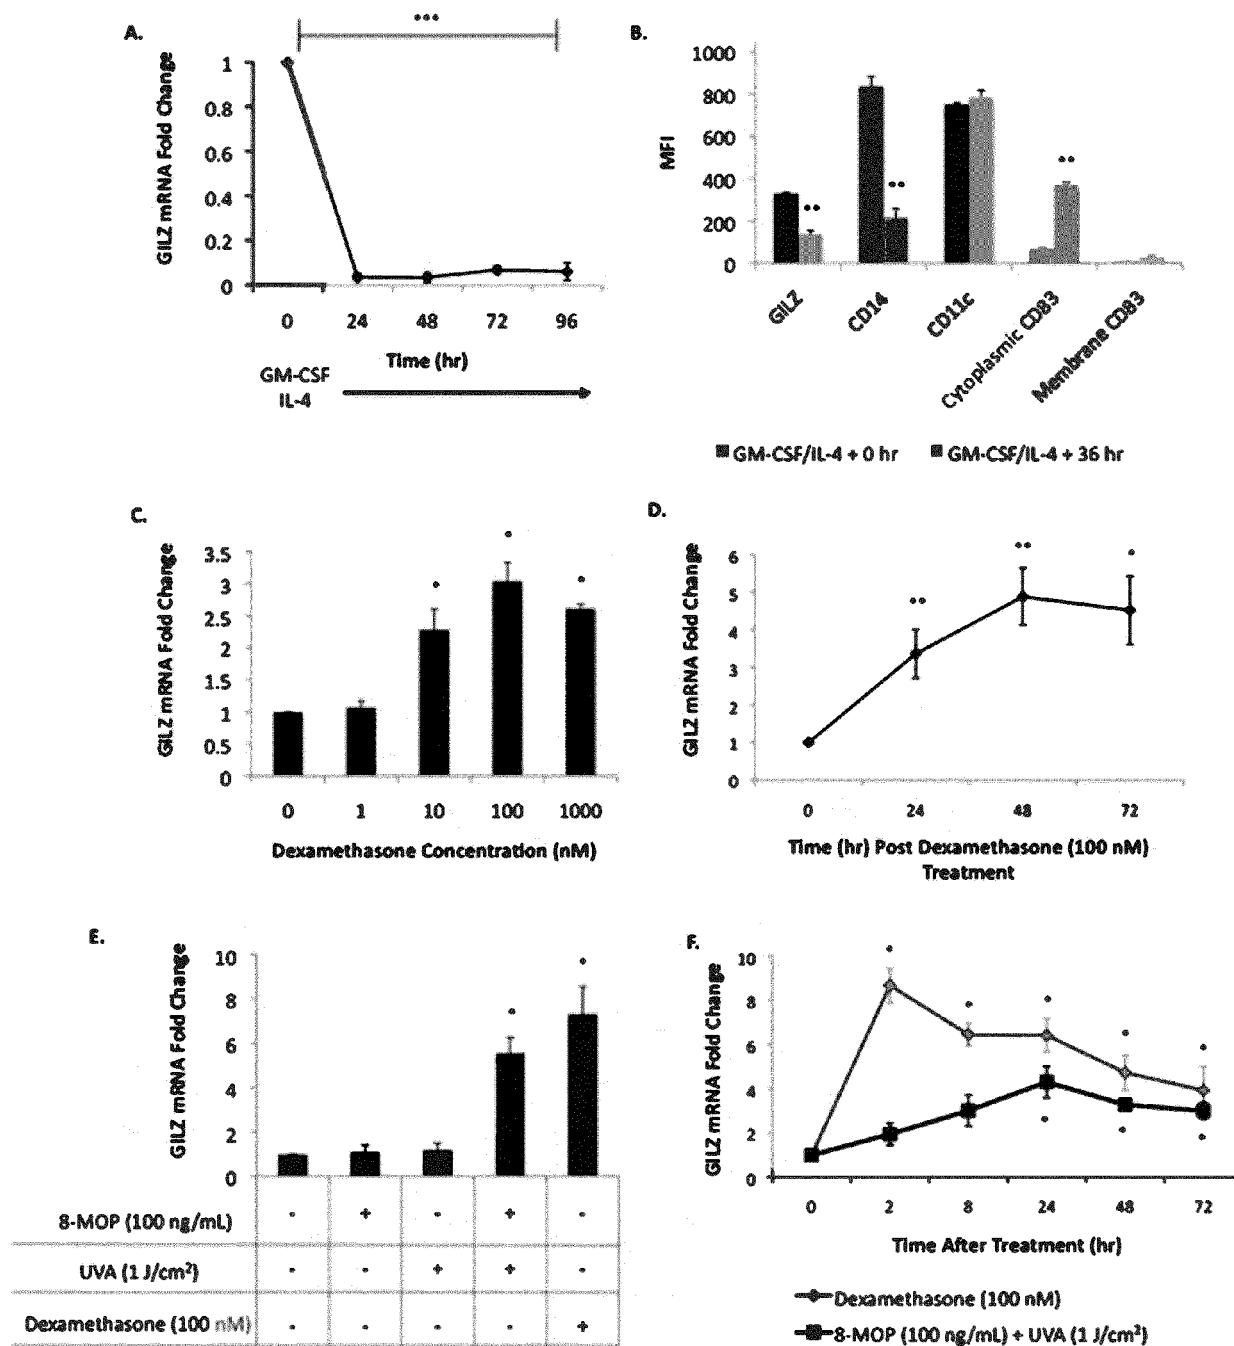 A.
•••
GILZ mRNA Fold Change
1
0.8
0.6
0.4
0.2
0
0 24 48 72 96
Time (hr)
GM-CSF
IL-4
B.
MFI
1000
800
600
400
200
0
•• •• ••
GILZ
CD14
CD11c
Cytoplasmic CD83
Membrane CD83
GM-CSF/IL-4 + 0 hr GM-CSF/IL-4 + 36 hr
C.
GILZ mRNA Fold Change
3.5
3
2.5
2
1.5
1
0.5
0
• • •
0 1 10 100 1000
Dexamethasone Concentration (nM)
D.
GILZ mRNA Fold Change
6
5
4
3
2
1
0
•• •• •
0 24 48 72
Time (hr) Post Dexamethasone (100 nM)
Treatment
E.
GILZ mRNA Fold Change
10
8
6
4
2
0
• •
8-MOP (100 ng/mL) - + - + -
UVA (1 J/cm²) - - + + -
Dexamethasone (100 nM) - - - - +
F.
GILZ mRNA Fold Change
10
8
6
4
2
0
• • • • •
• • •
0 2 8 24 48 72
Time After Treatment (hr)
Dexamethasone (100 nM)
8-MOP (100 ng/mL) + UVA (1 J/cm²)